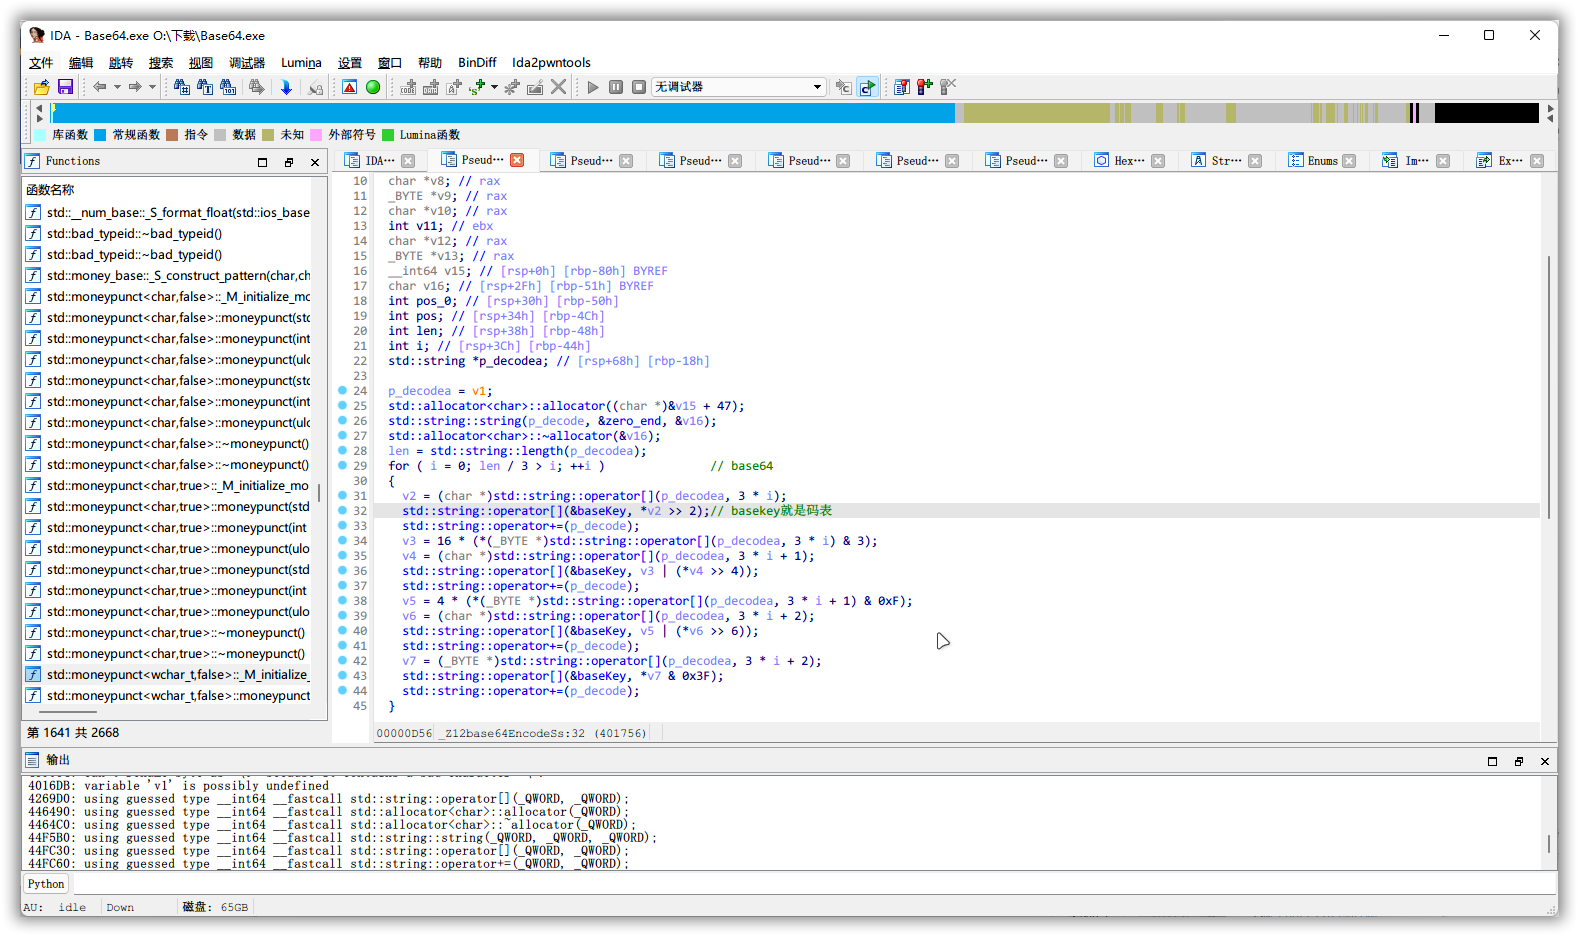 IDA - Base64.exe O:\下载\Base64.exe
文件 编辑 跳转 搜索 视图 调试器 Lumina 设置 窗口 帮助 BinDiff Ida2pwntools
无调试器
库函数 常规函数 指令 数据 未知 外部符号 Lumina函数
Functions
IDA··· Pseud··· Pseud··· Pseud··· Pseud··· Pseud··· Pseud··· Hex··· Str··· Enums Im··· Ex···
函数名称
std::__num_base::_S_format_float(std::ios_base
std::bad_typeid::~bad_typeid()
std::bad_typeid::~bad_typeid()
std::money_base::_S_construct_pattern(char,ch
std::moneypunct<char,false>::_M_initialize_mo
std::moneypunct<char,false>::moneypunct(std
std::moneypunct<char,false>::moneypunct(int
std::moneypunct<char,false>::moneypunct(ulo
std::moneypunct<char,false>::moneypunct(std
std::moneypunct<char,false>::moneypunct(int
std::moneypunct<char,false>::moneypunct(ulo
std::moneypunct<char,false>::~moneypunct()
std::moneypunct<char,false>::~moneypunct()
std::moneypunct<char,true>::_M_initialize_mo
std::moneypunct<char,true>::moneypunct(std
std::moneypunct<char,true>::moneypunct(int
std::moneypunct<char,true>::moneypunct(ulo
std::moneypunct<char,true>::moneypunct(std
std::moneypunct<char,true>::moneypunct(int
std::moneypunct<char,true>::moneypunct(ulo
std::moneypunct<char,true>::~moneypunct()
std::moneypunct<char,true>::~moneypunct()
std::moneypunct<wchar_t,false>::_M_initialize_
std::moneypunct<wchar_t,false>::moneypunct
第 1641 共 2668
10 char *v8; // rax
11 _BYTE *v9; // rax
12 char *v10; // rax
13 int v11; // ebx
14 char *v12; // rax
15 _BYTE *v13; // rax
16 __int64 v15; // [rsp+0h] [rbp-80h] BYREF
17 char v16; // [rsp+2Fh] [rbp-51h] BYREF
18 int pos_0; // [rsp+30h] [rbp-50h]
19 int pos; // [rsp+34h] [rbp-4Ch]
20 int len; // [rsp+38h] [rbp-48h]
21 int i; // [rsp+3Ch] [rbp-44h]
22 std::string *p_decodea; // [rsp+68h] [rbp-18h]
23
24 p_decodea = v1;
25 std::allocator<char>::allocator((char *)&v15 + 47);
26 std::string::string(p_decode, &zero_end, &v16);
27 std::allocator<char>::~allocator(&v16);
28 len = std::string::length(p_decodea);
29 for ( i = 0; len / 3 > i; ++i ) // base64
30 {
31 v2 = (char *)std::string::operator[](p_decodea, 3 * i);
32 std::string::operator[](&baseKey, *v2 >> 2);// basekey就是码表
33 std::string::operator+=(p_decode);
34 v3 = 16 * (*(_BYTE *)std::string::operator[](p_decodea, 3 * i) & 3);
35 v4 = (char *)std::string::operator[](p_decodea, 3 * i + 1);
36 std::string::operator[](&baseKey, v3 | (*v4 >> 4));
37 std::string::operator+=(p_decode);
38 v5 = 4 * (*(_BYTE *)std::string::operator[](p_decodea, 3 * i + 1) & 0xF);
39 v6 = (char *)std::string::operator[](p_decodea, 3 * i + 2);
40 std::string::operator[](&baseKey, v5 | (*v6 >> 6));
41 std::string::operator+=(p_decode);
42 v7 = (_BYTE *)std::string::operator[](p_decodea, 3 * i + 2);
43 std::string::operator[](&baseKey, *v7 & 0x3F);
44 std::string::operator+=(p_decode);
45 }
00000D56 _Z12base64EncodeSs:32 (401756)
输出
4016DB: variable 'v1' is possibly undefined
4269D0: using guessed type __int64 __fastcall std::string::operator[](_QWORD, _QWORD);
446490: using guessed type __int64 __fastcall std::allocator<char>::allocator(_QWORD);
4464C0: using guessed type __int64 __fastcall std::allocator<char>::~allocator(_QWORD);
44F5B0: using guessed type __int64 __fastcall std::string::string(_QWORD, _QWORD, _QWORD);
44FC30: using guessed type __int64 __fastcall std::string::operator[](_QWORD, _QWORD);
44FC60: using guessed type __int64 __fastcall std::string::operator+=(_QWORD, _QWORD);
Python
AU: idle Down 磁盘: 65GB